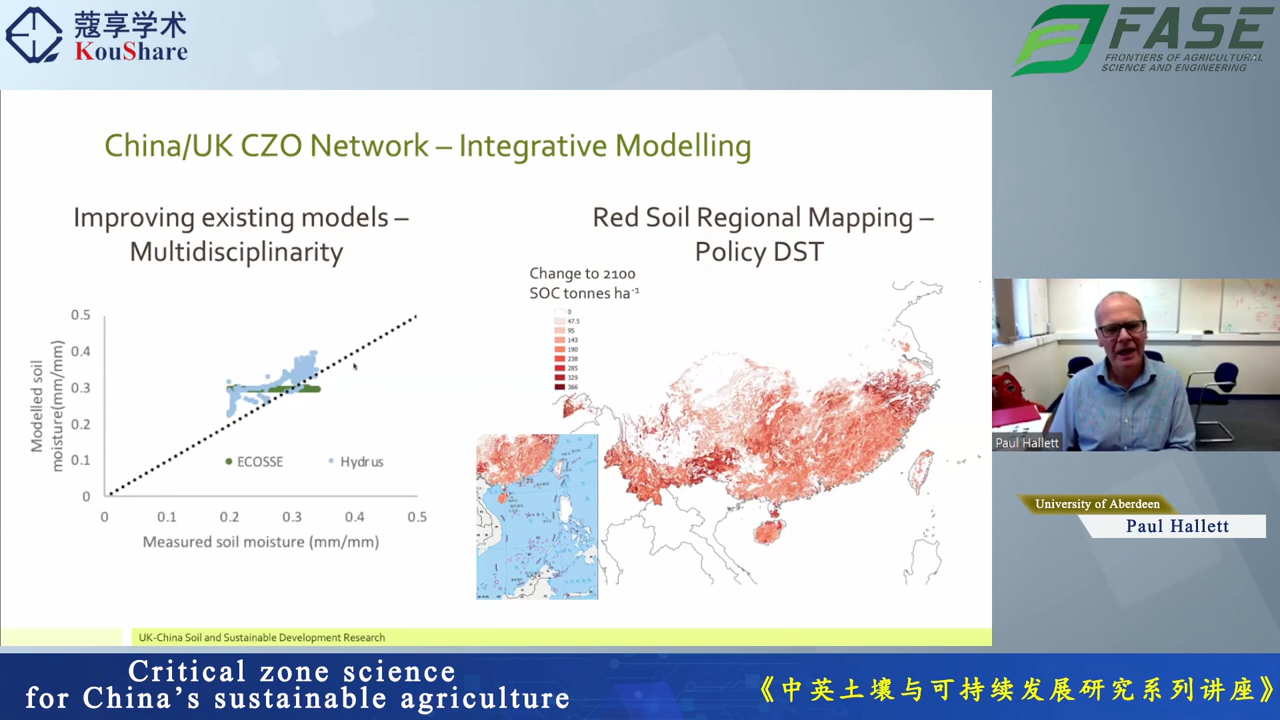 蔻享学术
KouShare
FASE
FRONTIERS OF AGRICULTURAL
SCIENCE AND ENGINEERING
China/UK CZO Network – Integrative Modelling
Improving existing models –
Multidisciplinarity
Red Soil Regional Mapping –
Policy DST
Change to 2100
SOC tonnes ha-1
0
47.5
95
143
190
238
285
329
366
Modelled soil
moisture(mm/mm)
0.5
0.4
0.3
0.2
0.1
0
ECOSSE
Hydrus
0 0.1 0.2 0.3 0.4 0.5
Measured soil moisture (mm/mm)
Paul Hallett
University of Aberdeen
Paul Hallett
UK-China Soil and Sustainable Development Research
Critical zone science
for China's sustainable agriculture
《中英土壤与可持续发展研究系列讲座》